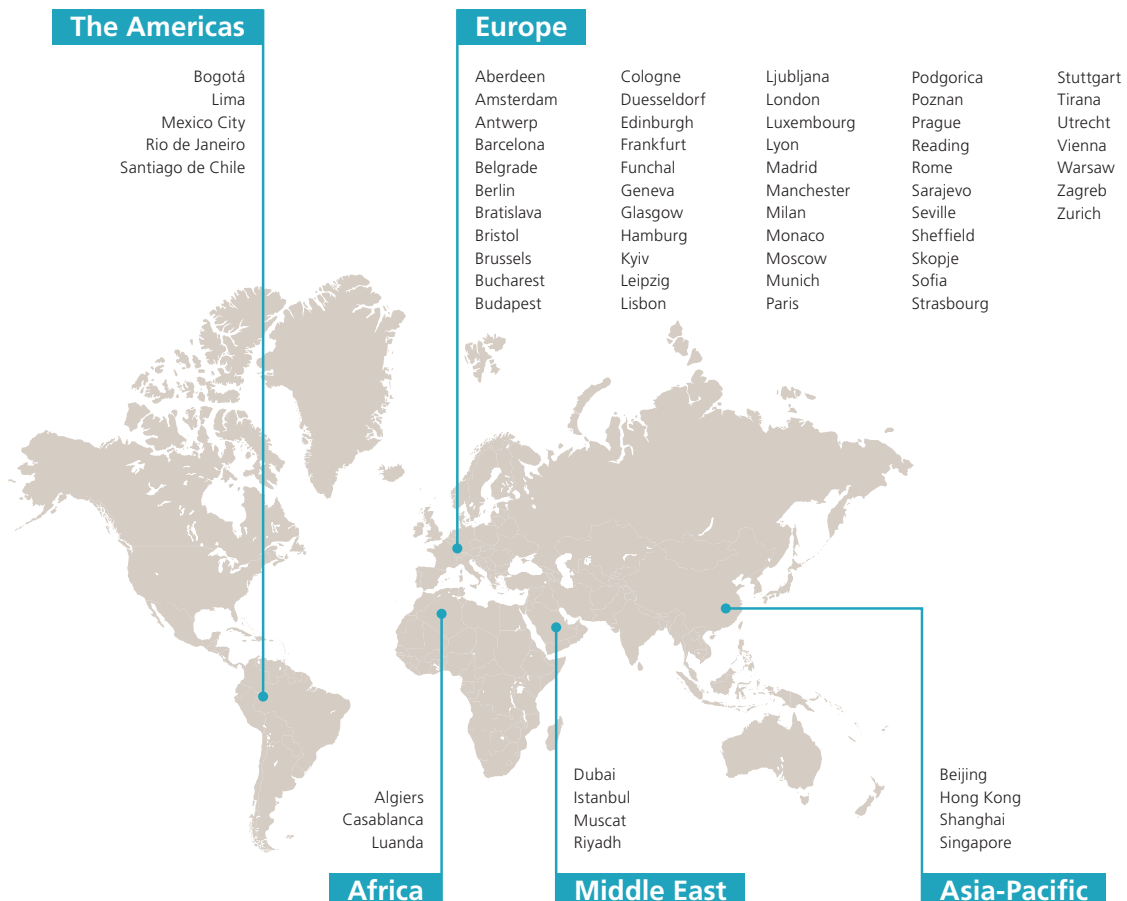 The Americas
Bogotá
Lima
Mexico City
Rio de Janeiro
Santiago de Chile
Europe
Aberdeen
Amsterdam
Antwerp
Barcelona
Belgrade
Berlin
Bratislava
Bristol
Brussels
Bucharest
Budapest
Cologne
Duesseldorf
Edinburgh
Frankfurt
Funchal
Geneva
Glasgow
Hamburg
Kyiv
Leipzig
Lisbon
Ljubljana
London
Luxembourg
Lyon
Madrid
Manchester
Milan
Monaco
Moscow
Munich
Paris
Podgorica
Poznan
Prague
Reading
Rome
Sarajevo
Seville
Sheffield
Skopje
Sofia
Strasbourg
Stuttgart
Tirana
Utrecht
Vienna
Warsaw
Zagreb
Zurich
Algiers
Casablanca
Luanda
Africa
Dubai
Istanbul
Muscat
Riyadh
Middle East
Beijing
Hong Kong
Shanghai
Singapore
Asia-Pacific